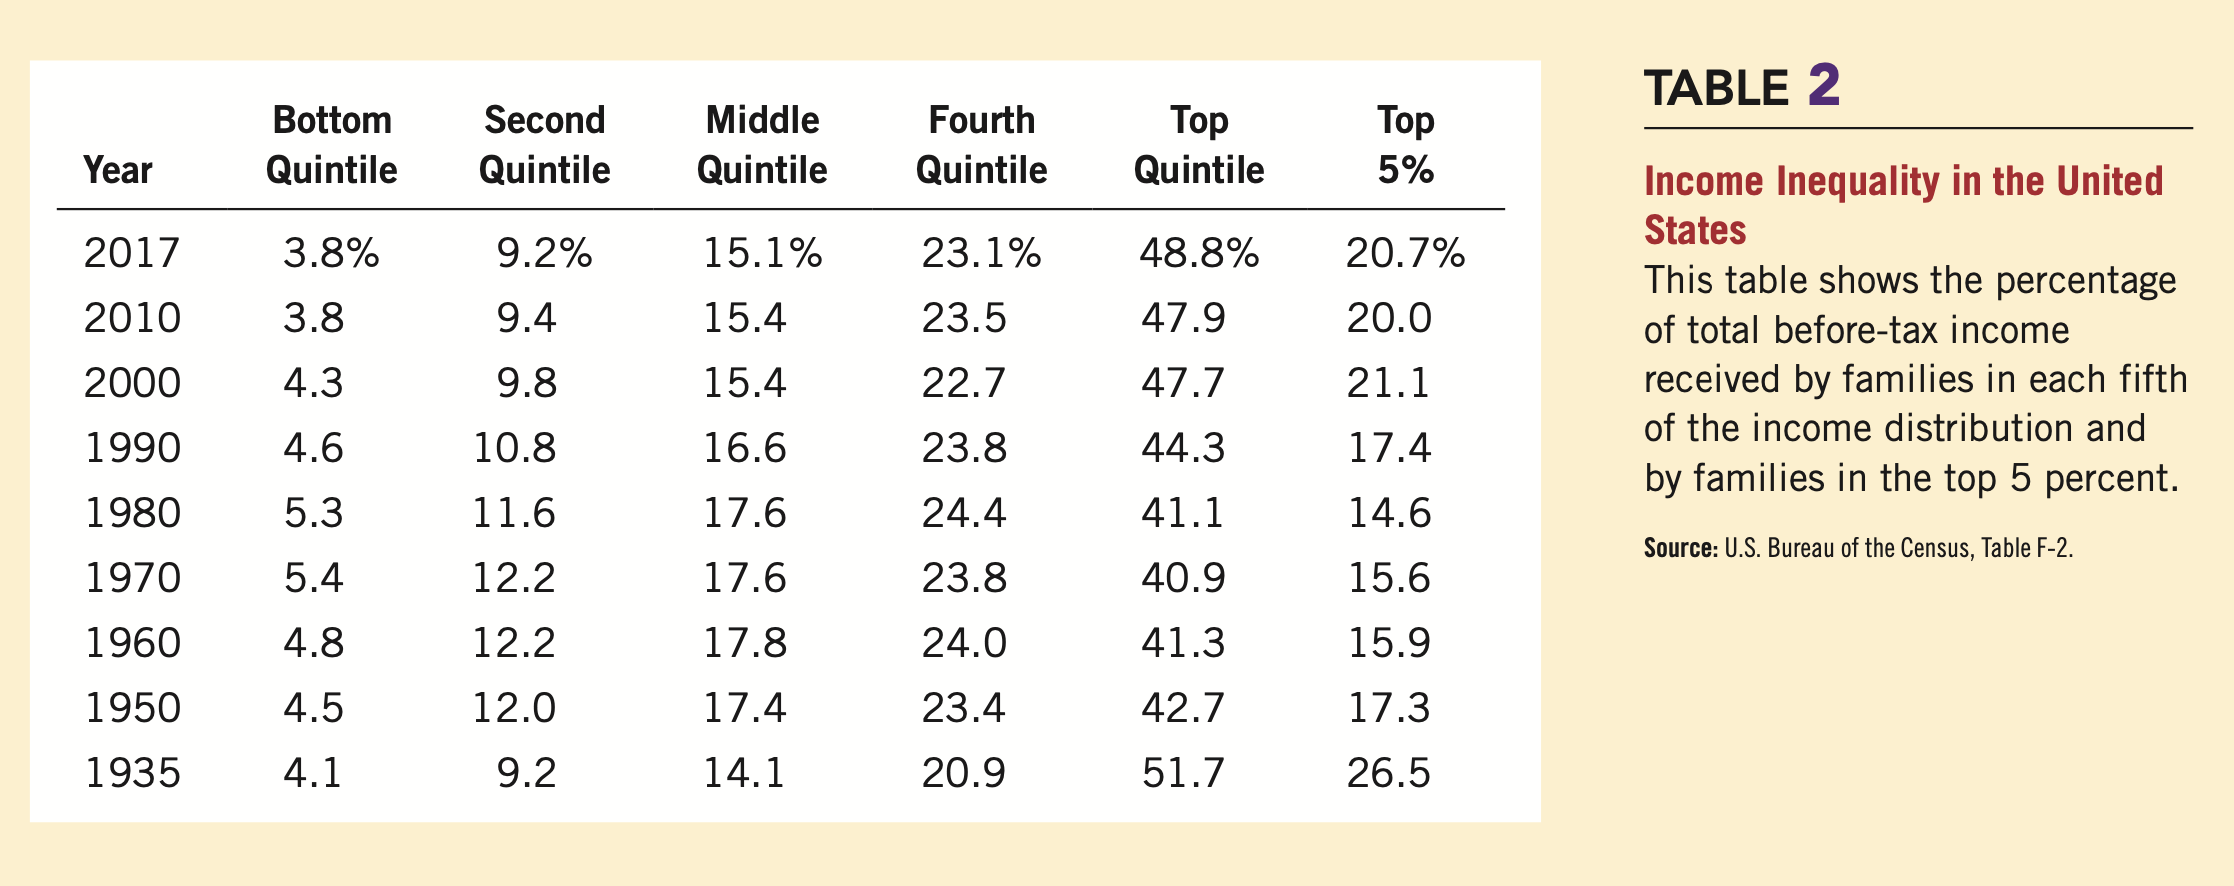 Bottom Second Middle Fourth Top Top
Year Quintile Quintile Quintile Quintile Quintile 5%
2017 3.8% 9.2% 15.1% 23.1% 48.8% 20.7%
2010 3.8 9.4 15.4 23.5 47.9 20.0
2000 4.3 9.8 15.4 22.7 47.7 21.1
1990 4.6 10.8 16.6 23.8 44.3 17.4
1980 5.3 11.6 17.6 24.4 41.1 14.6
1970 5.4 12.2 17.6 23.8 40.9 15.6
1960 4.8 12.2 17.8 24.0 41.3 15.9
1950 4.5 12.0 17.4 23.4 42.7 17.3
1935 4.1 9.2 14.1 20.9 51.7 26.5
TABLE 2
Income Inequality in the United
States
This table shows the percentage
of total before-tax income
received by families in each fifth
of the income distribution and
by families in the top 5 percent.
Source: U.S. Bureau of the Census, Table F-2.